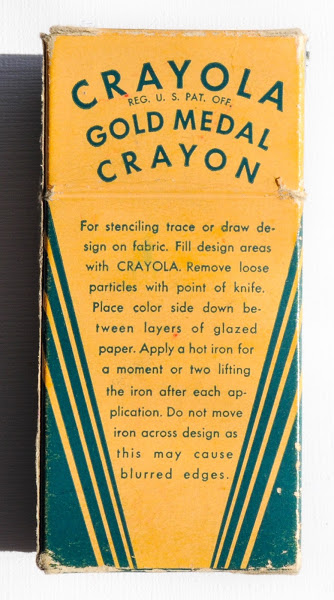 CRAYOLA
REG. U. S. PAT. OFF.
GOLD MEDAL
CRAYON
For stenciling trace or draw de-
sign on fabric. Fill design areas
with CRAYOLA. Remove loose
particles with point of knife.
Place color side down be-
tween layers of glazed
paper. Apply a hot iron for
a moment or two lifting
the iron after each ap-
plication. Do not move
iron across design as
this may cause
blurred edges.